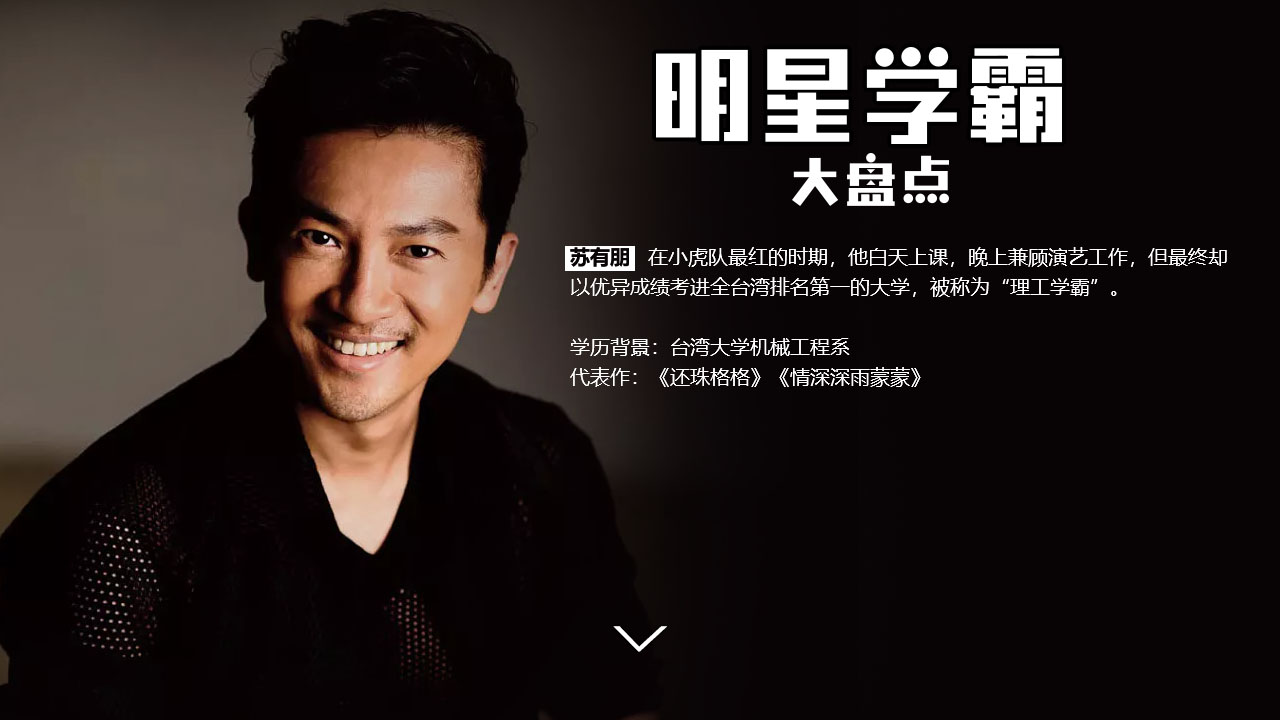 明星学霸
大盘点
苏有朋 在小虎队最红的时期，他白天上课，晚上兼顾演艺工作，但最终却
以优异成绩考进全台湾排名第一的大学，被称为“理工学霸”。
学历背景：台湾大学机械工程系
代表作：《还珠格格》《情深深雨蒙蒙》